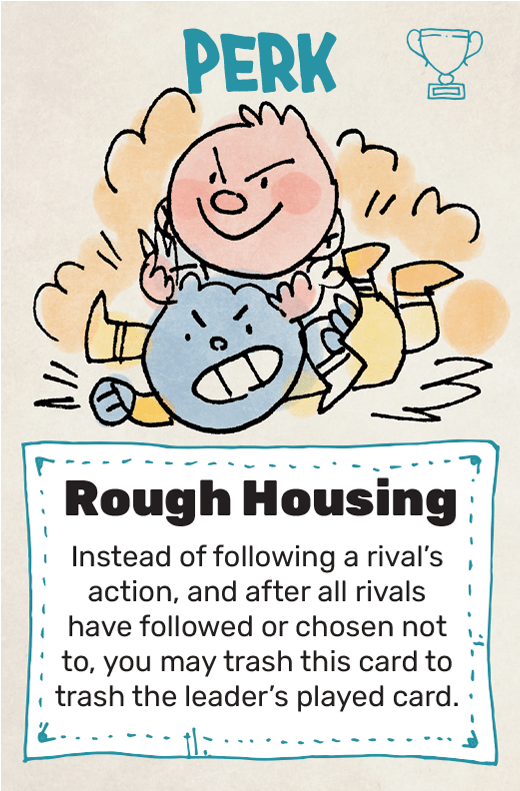 PERK
Rough Housing
Instead of following a rival's
action, and after all rivals
have followed or chosen not
to, you may trash this card to
trash the leader's played card.